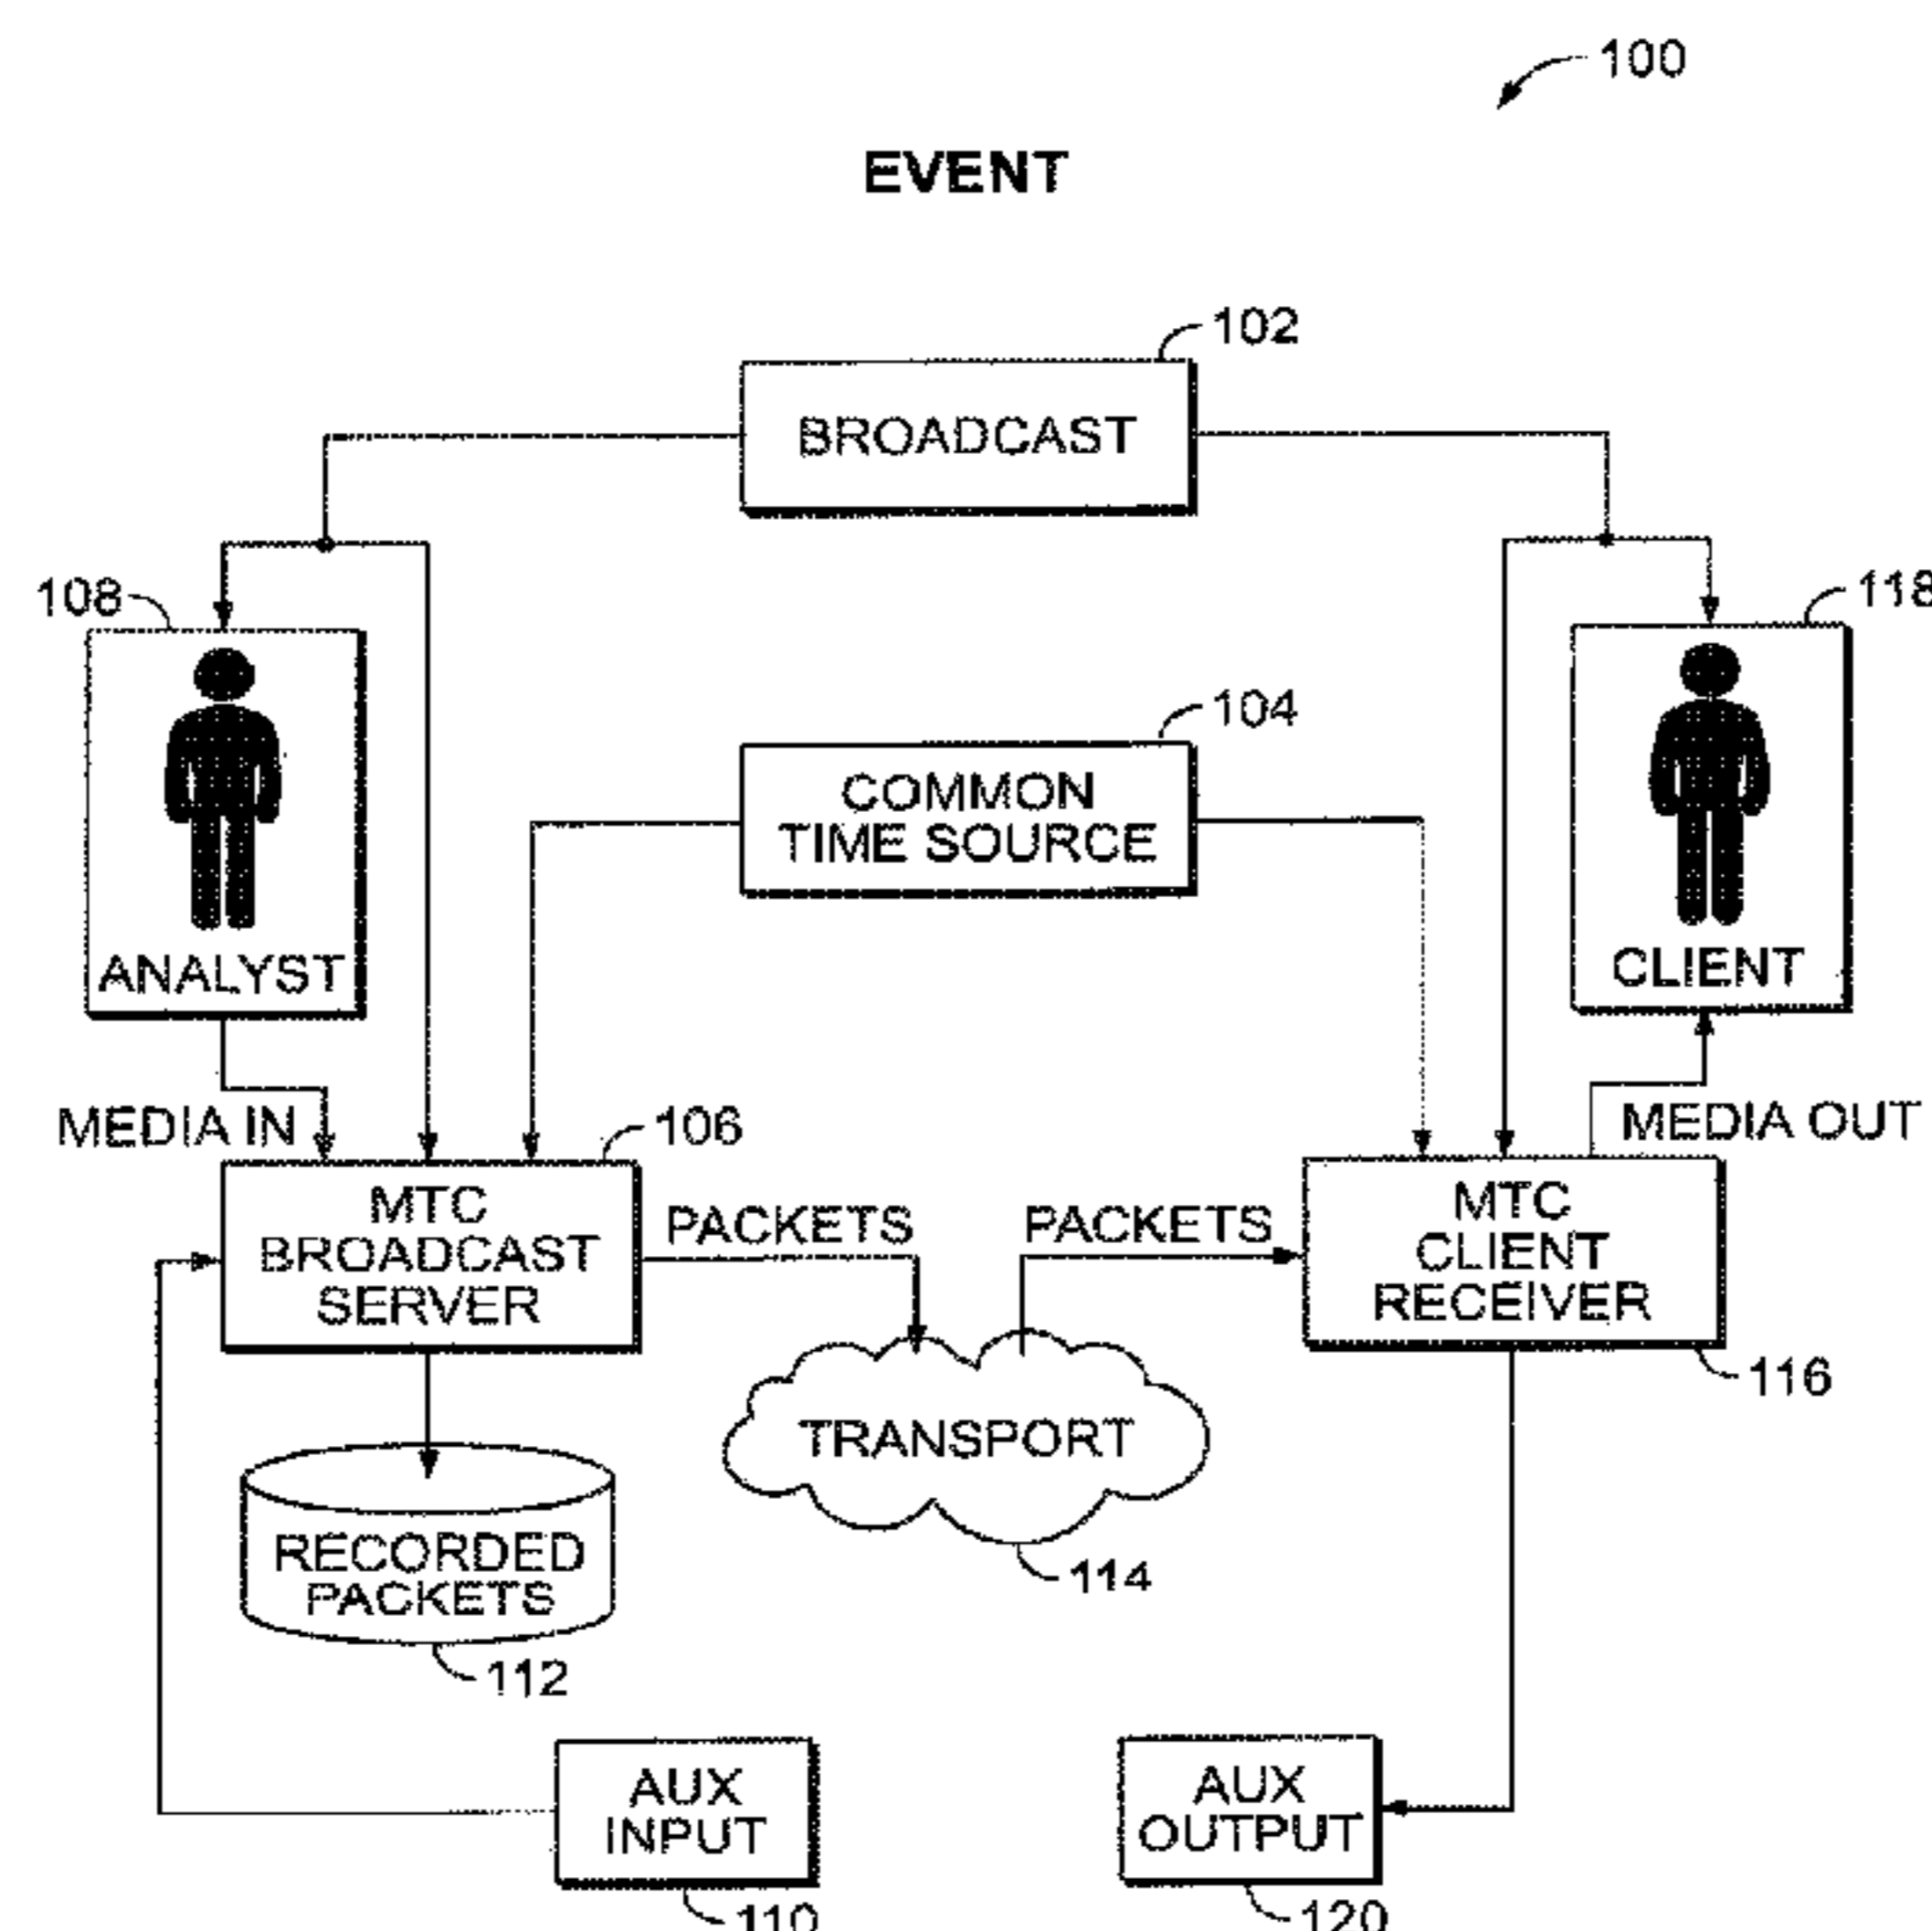 100
EVENT
102
BROADCAST
108
118
104
COMMON
TIME SOURCE
ANALYST
CLIENT
MEDIA IN
106
MEDIA OUT
MTC
BROADCAST
SERVER
PACKETS
PACKETS
MTC
CLIENT
RECEIVER
116
TRANSPORT
RECORDED
PACKETS
114
112
AUX
INPUT
AUX
OUTPUT
110
120